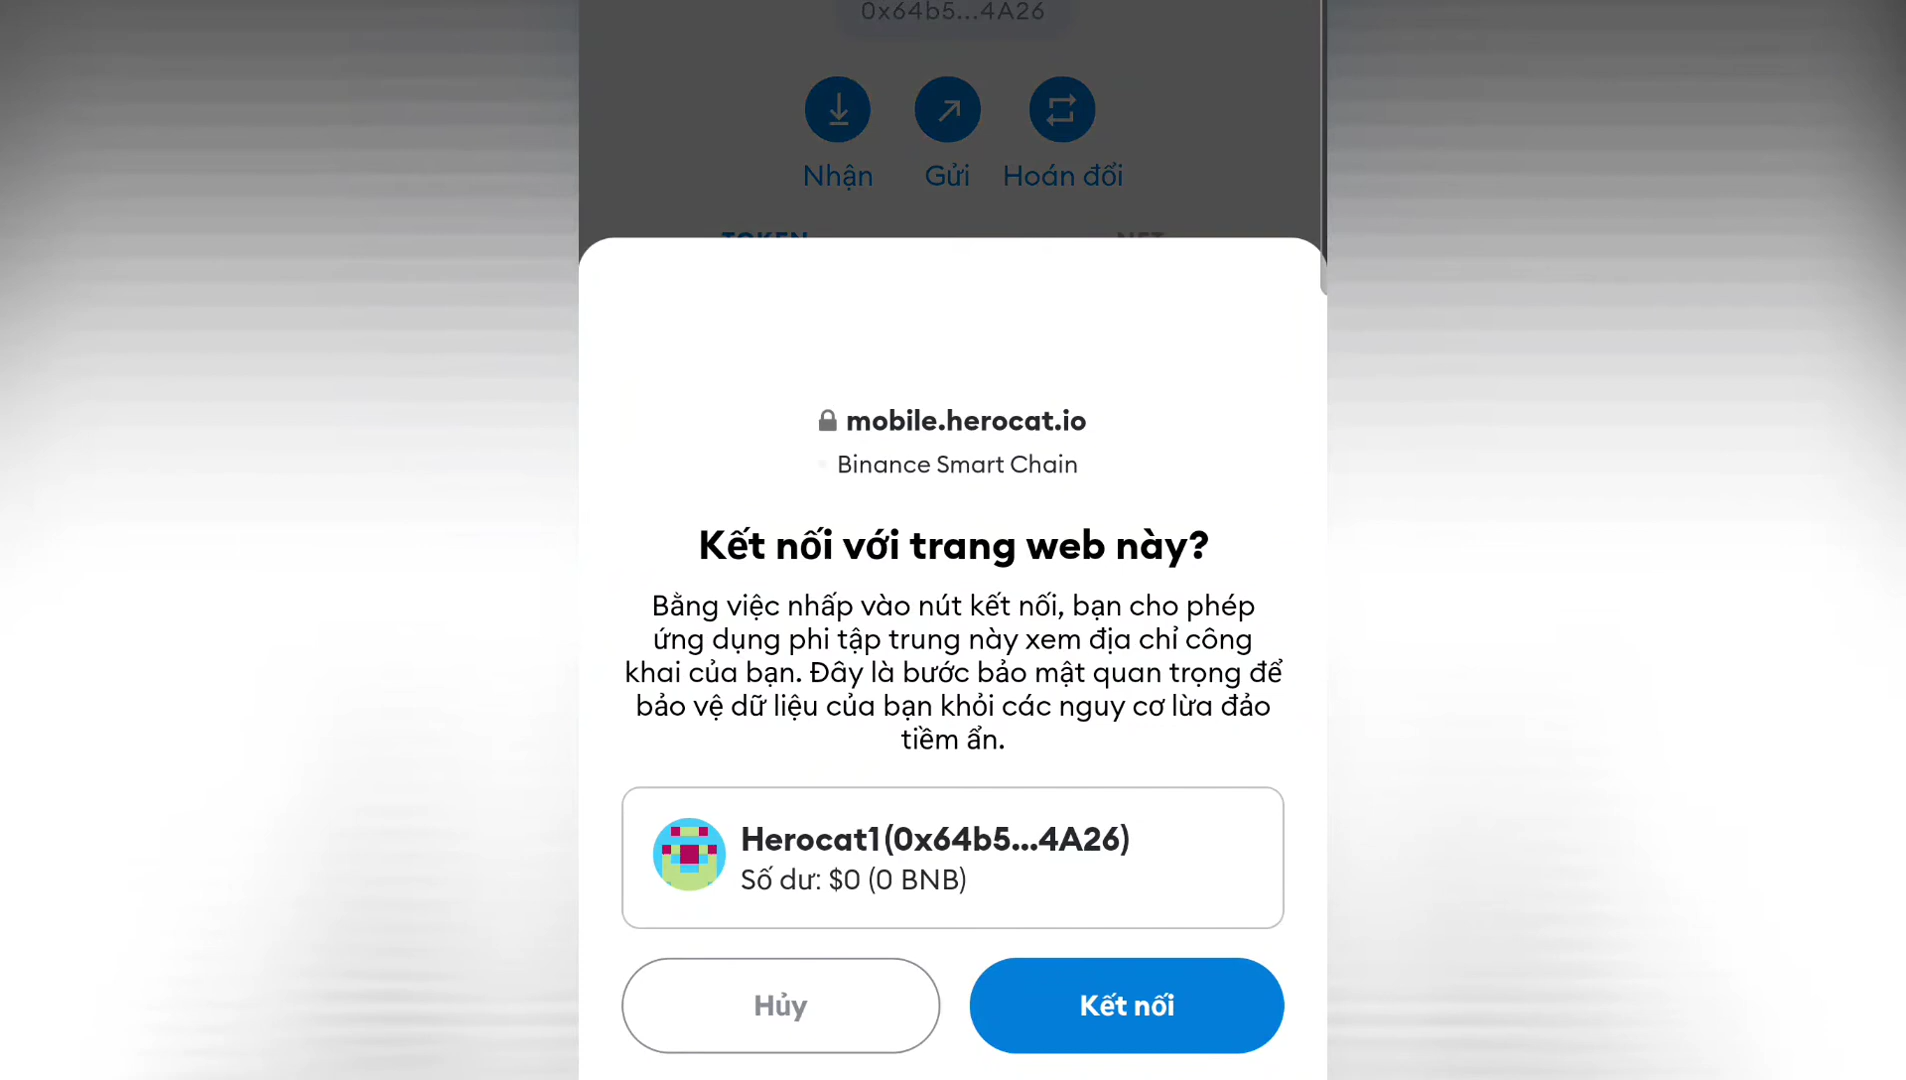 0x64b5...4A26
Nhận Gửi Hoán đổi
TOKEN NFT
mobile.herocat.io
Binance Smart Chain
Kết nối với trang web này?
Bằng việc nhấp vào nút kết nối, bạn cho phép
ứng dụng phi tập trung này xem địa chỉ công
khai của bạn. Đây là bước bảo mật quan trọng để
bảo vệ dữ liệu của bạn khỏi các nguy cơ lừa đảo
tiềm ẩn.
Herocat1(0x64b5...4A26)
Số dư: $0 (0 BNB)
Hủy Kết nối